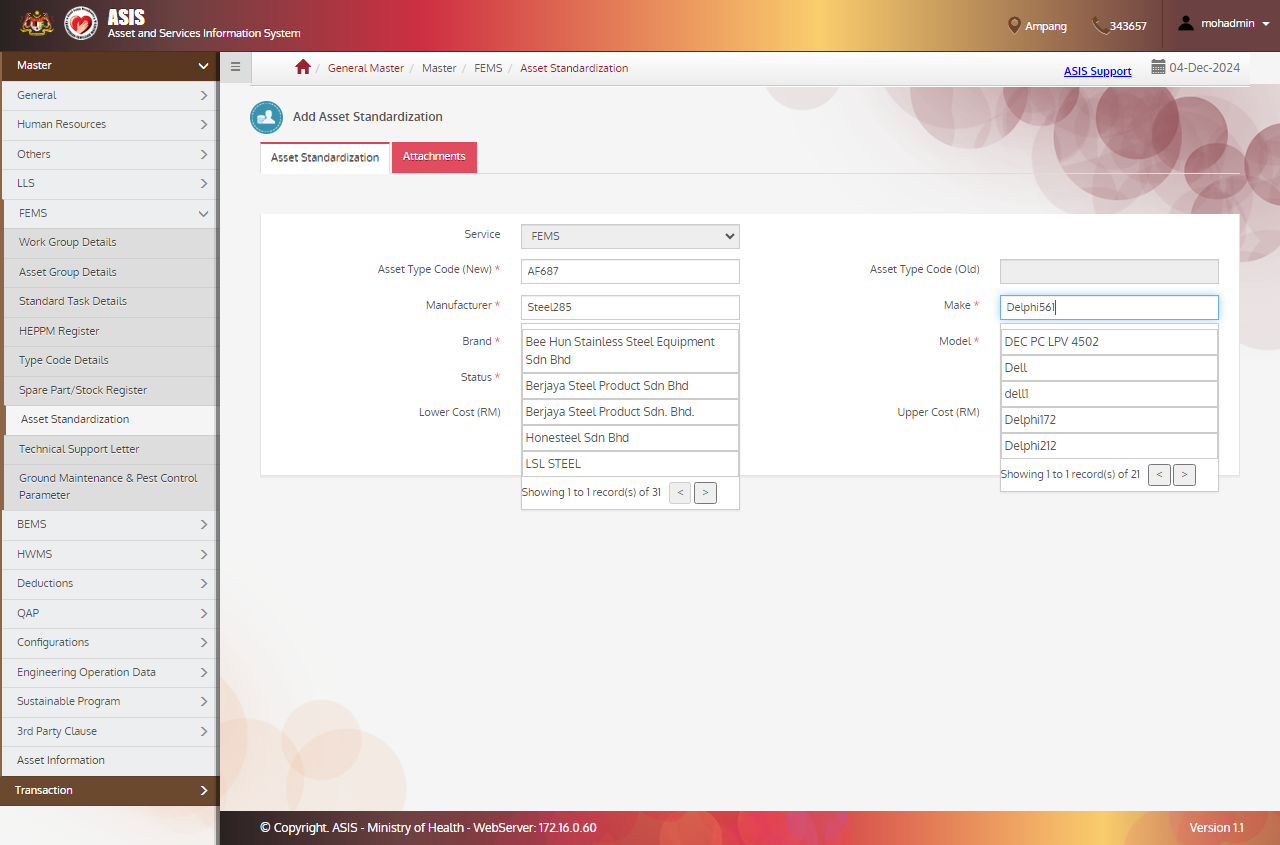 ASIS
Asset and Services Information System
Ampang
343657
mohadmin
Master
General
Human Resources
Others
LLS
FEMS
Work Group Details
Asset Group Details
Standard Task Details
HEPPM Register
Type Code Details
Spare Part/Stock Register
Asset Standardization
Technical Support Letter
Ground Maintenance & Pest Control
Parameter
BEMS
HWMS
Deductions
QAP
Configurations
Engineering Operation Data
Sustainable Program
3rd Party Clause
Asset Information
Transaction
General Master / Master / FEMS / Asset Standardization
ASIS Support
04-Dec-2024
Add Asset Standardization
Asset Standardization
Attachments
Service
FEMS
Asset Type Code (New) *
AF687
Asset Type Code (Old)
Manufacturer *
Steel285
Make *
Delphi561
Brand *
Model *
Status *
Lower Cost (RM)
Upper Cost (RM)
Bee Hun Stainless Steel Equipment
Sdn Bhd
Berjaya Steel Product Sdn Bhd
Berjaya Steel Product Sdn. Bhd.
Honesteel Sdn Bhd
LSL STEEL
Showing 1 to 1 record(s) of 31 < >
DEC PC LPV 4502
Dell
dell1
Delphi172
Delphi212
Showing 1 to 1 record(s) of 21 < >
© Copyright. ASIS - Ministry of Health - WebServer: 172.16.0.60
Version 1.1